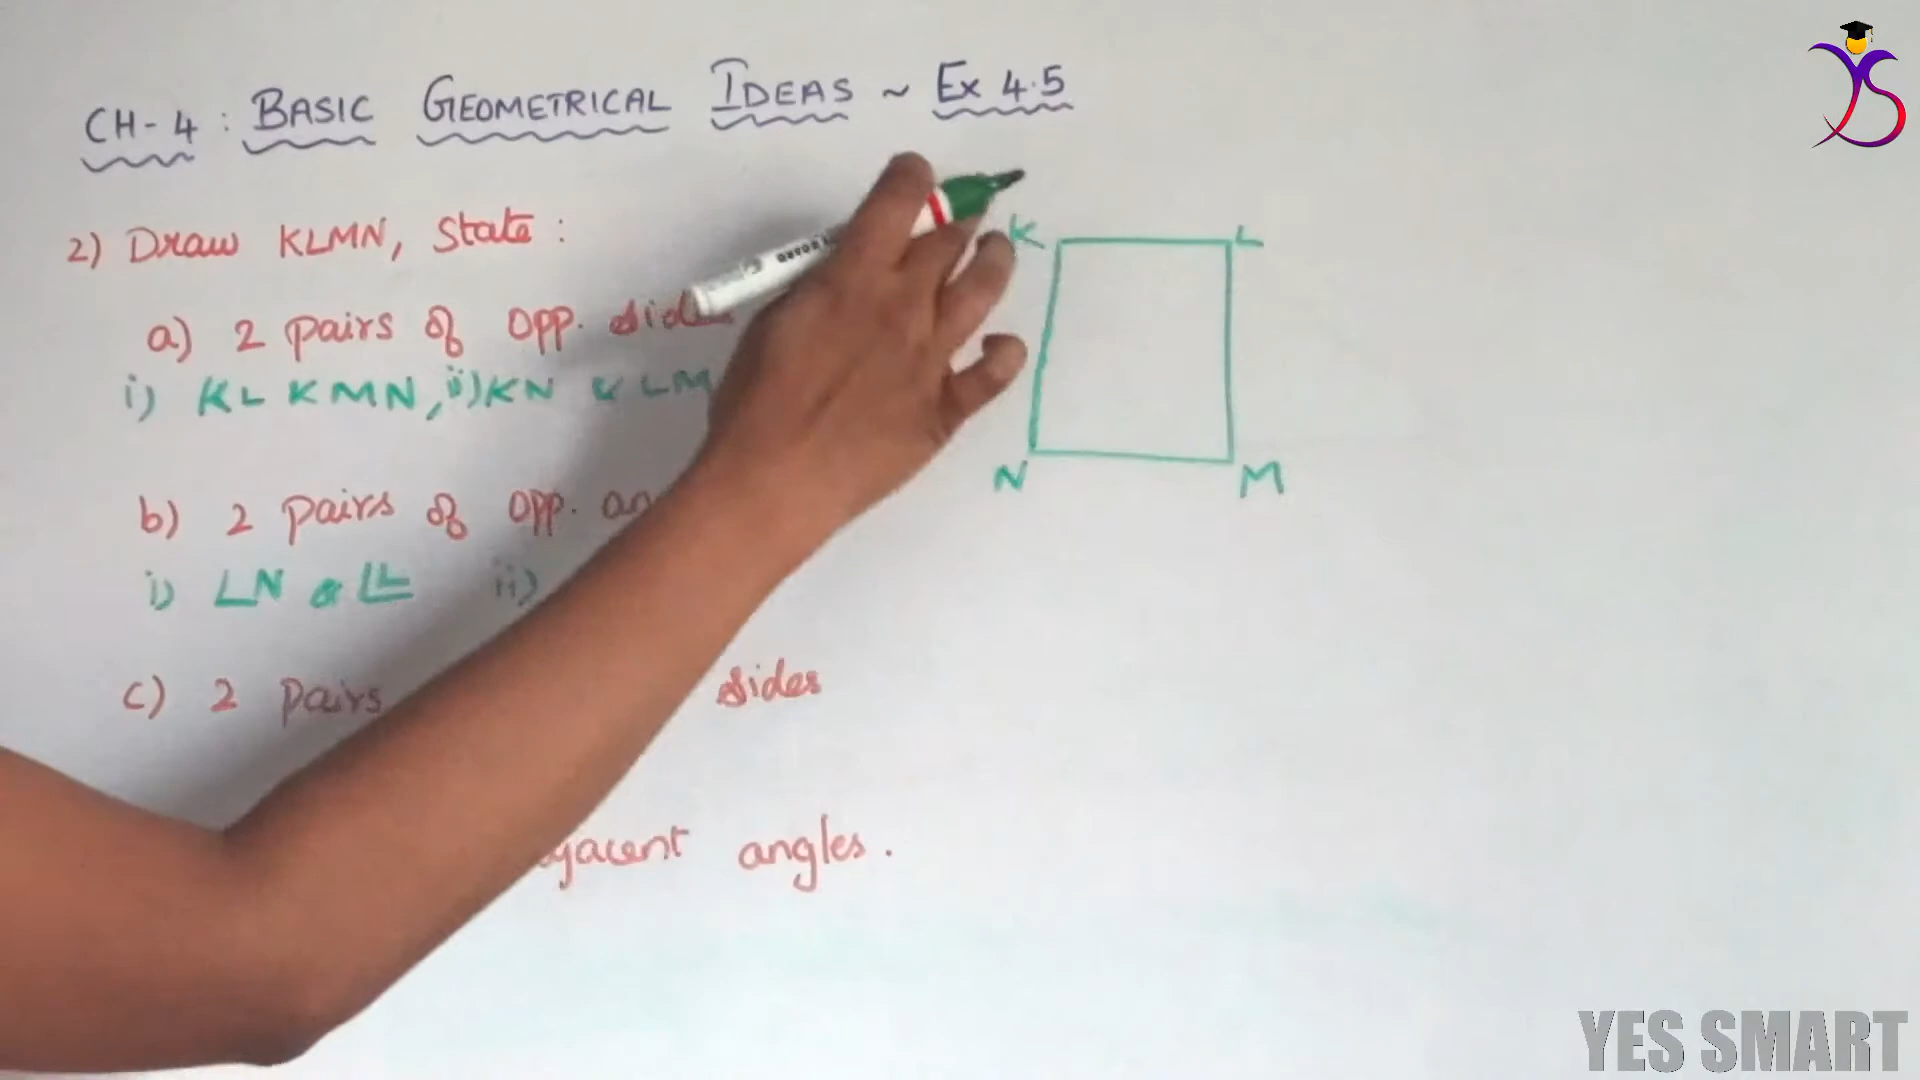 CH-4 : BASIC GEOMETRICAL IDEAS ~ Ex 4.5
2) Draw KLMN, State :
a) 2 pairs of opp. sides
i) KL & MN, ii) KN & LM
b) 2 pairs of opp.
i) ∠N & ∠L ii)
c) 2 pairs sides
angles.
K L
N M
YES SMART